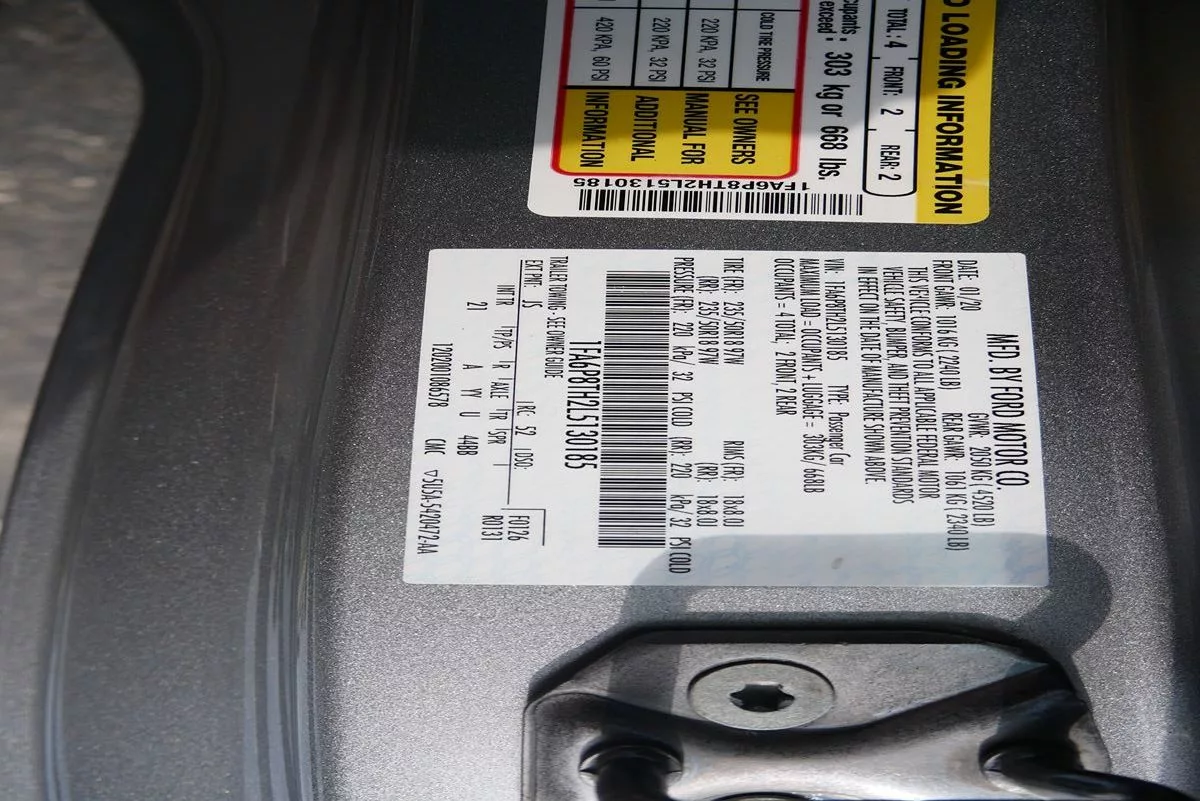 D LOADING INFORMATION
TOTAL: 4 FRONT: 2 REAR: 2
cupants:
exceed: 303 kg or 668 lbs.
COLD TIRE PRESSURE
220 KPA, 32 PSI
220 KPA, 32 PSI
420 KPA, 60 PSI
SEE OWNERS
MANUAL FOR
ADDITIONAL
INFORMATION
1FA6P8TH2L5130185
MFD. BY FORD MOTOR CO.
DATE: 01/20 GVWR: 2050 KG (4520 LB)
FRONT GAWR: 1016 KG (2240 LB) REAR GAWR: 1061 KG (2340 LB)
THIS VEHICLE CONFORMS TO ALL APPLICABLE FEDERAL MOTOR
VEHICLE SAFETY, BUMPER, AND THEFT PREVENTION STANDARDS
IN EFFECT ON THE DATE OF MANUFACTURE SHOWN ABOVE.
VIN: 1FA6P8TH2L5130185 TYPE: Passenger Car
MAXIMUM LOAD = OCCUPANTS + LUGGAGE = 303KG/668LB
OCCUPANTS = 4 TOTAL, 2 FRONT, 2 REAR
TIRE (FR): 235/50R18 97W RIMS (FR): 18x8.0J
(RR): 235/50R18 97W (RR): 18x8.0J
PRESSURE (FR): 220 kPa/ 32 PSI COLD (RR): 220 kPa/32 PSI COLD
1FA6P8TH2L5130185
TRAILER TOWING - SEE OWNER GUIDE
EXT PNT: JS RC: 52 DSO: F0126
R0131
INT TR TP/PS R AXLE TR SPR
21 A YY U 44BB
1202001086578 GNC ▽5U5A-5420472-AA